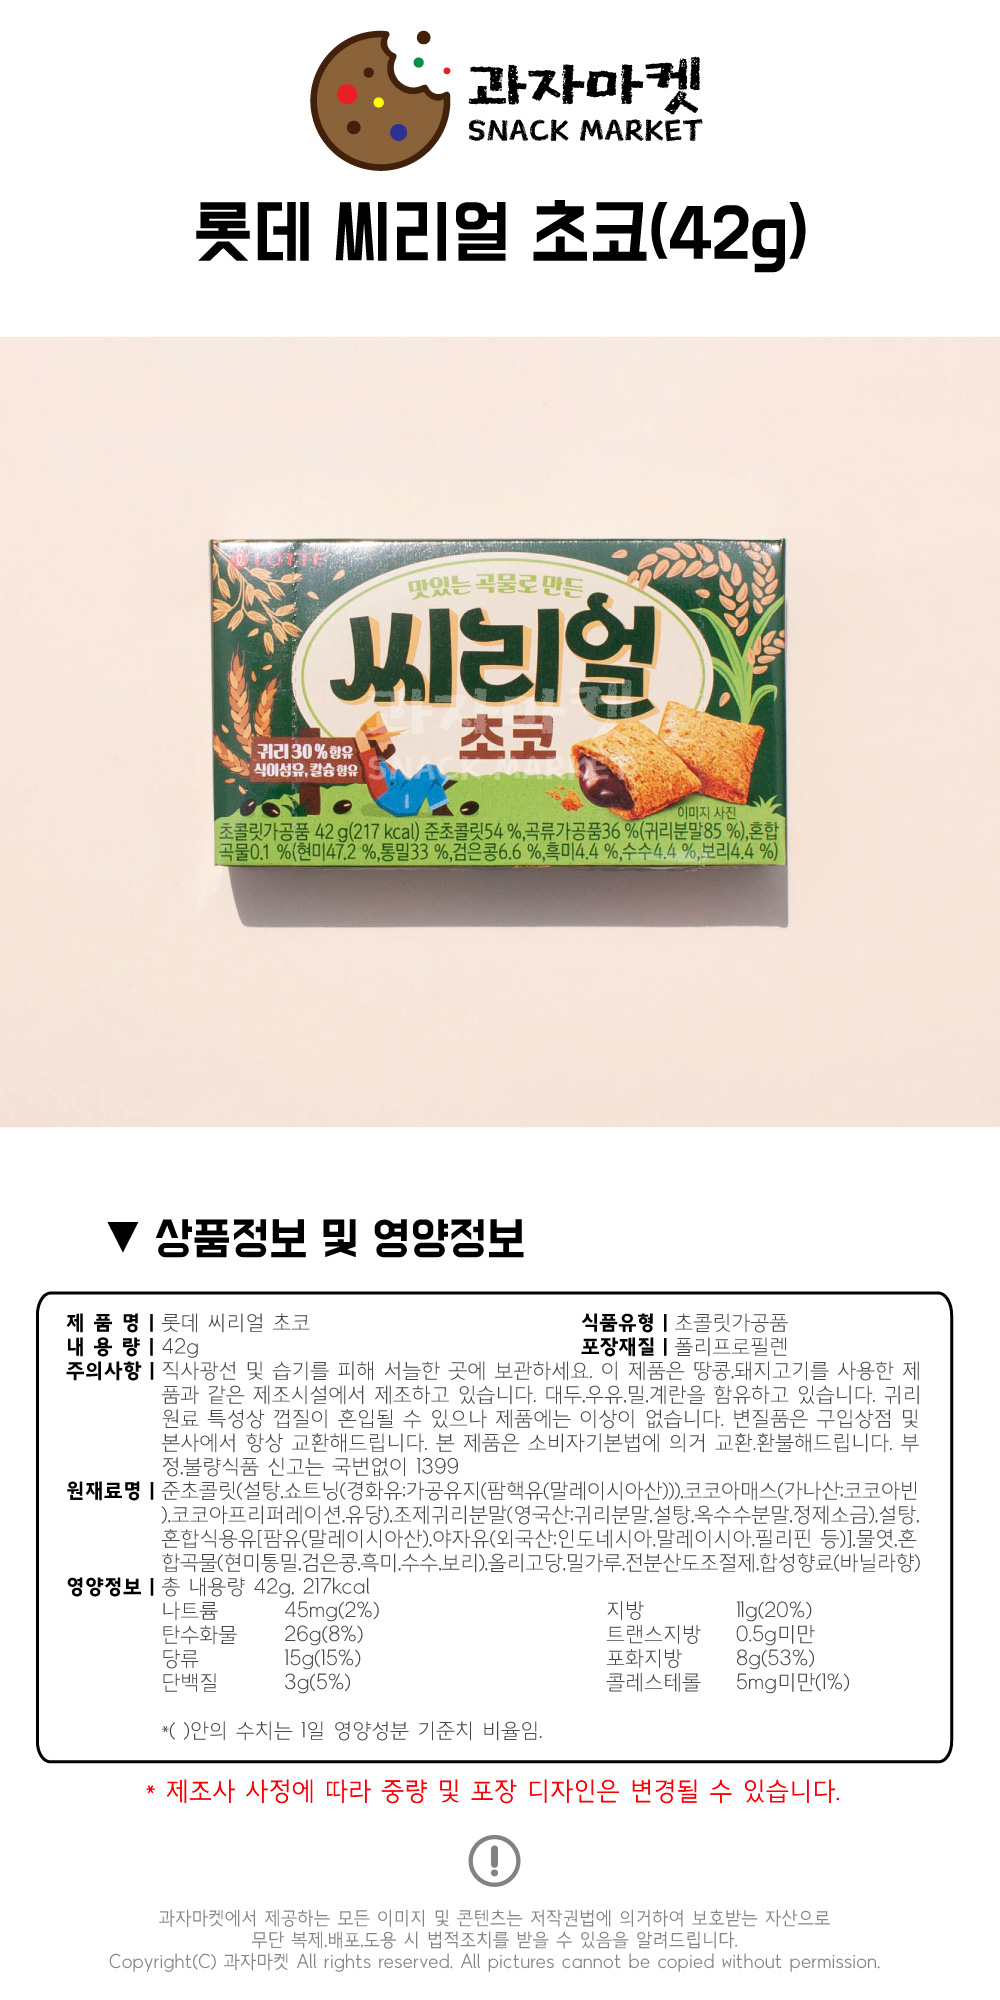 과자마켓
SNACK MARKET
롯데 씨리얼 초코(42g)
LOTTE
맛있는 곡물로 만든
씨리얼
초코
과자마켓
SNACK MARKET
귀리 30 % 함유
식이섬유, 칼슘 함유
이미지 사진
초콜릿가공품 42 g(217 kcal) 준초콜릿54 %,곡류가공품36 %(귀리분말85 %),혼합
곡물0.1 %(현미47.2 %,통밀33 %,검은콩6.6 %,흑미4.4 %,수수4.4 %,보리4.4 %)
▼ 상품정보 및 영양정보
제 품 명 | 롯데 씨리얼 초코 식품유형 | 초콜릿가공품
내 용 량 | 42g 포장재질 | 폴리프로필렌
주의사항 | 직사광선 및 습기를 피해 서늘한 곳에 보관하세요. 이 제품은 땅콩.돼지고기를 사용한 제
품과 같은 제조시설에서 제조하고 있습니다. 대두.우유.밀.계란을 함유하고 있습니다. 귀리
원료 특성상 껍질이 혼입될 수 있으나 제품에는 이상이 없습니다. 변질품은 구입상점 및
본사에서 항상 교환해드립니다. 본 제품은 소비자기본법에 의거 교환.환불해드립니다. 부
정.불량식품 신고는 국번없이 1399
원재료명 | 준초콜릿(설탕.쇼트닝(경화유:가공유지(팜핵유(말레이시아산))).코코아매스(가나산:코코아빈
).코코아프리퍼레이션.유당).조제귀리분말(영국산:귀리분말.설탕.옥수수분말.정제소금).설탕.
혼합식용유[팜유(말레이시아산).야자유(외국산:인도네시아.말레이시아.필리핀 등)].물엿.혼
합곡물(현미통밀.검은콩.흑미.수수.보리).올리고당.밀가루.전분산도조절제.합성향료(바닐라향)
영양정보 | 총 내용량 42g, 217kcal
나트륨 45mg(2%) 지방 11g(20%)
탄수화물 26g(8%) 트랜스지방 0.5g미만
당류 15g(15%) 포화지방 8g(53%)
단백질 3g(5%) 콜레스테롤 5mg미만(1%)
*( )안의 수치는 1일 영양성분 기준치 비율임.
* 제조사 사정에 따라 중량 및 포장 디자인은 변경될 수 있습니다.
과자마켓에서 제공하는 모든 이미지 및 콘텐츠는 저작권법에 의거하여 보호받는 자산으로
무단 복제.배포.도용 시 법적조치를 받을 수 있음을 알려드립니다.
Copyright(C) 과자마켓 All rights reserved. All pictures cannot be copied without permission.